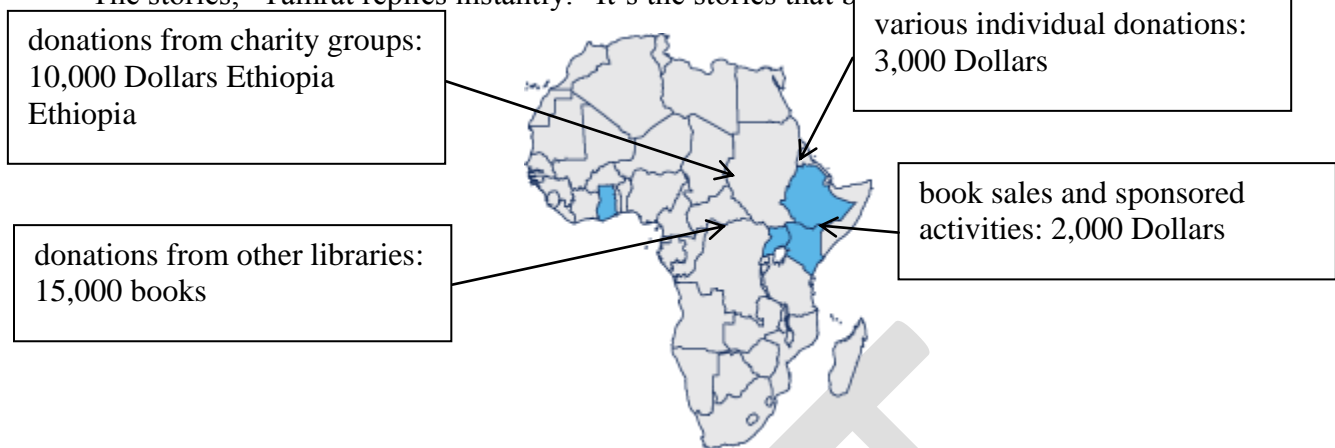 The stories,” Tamrat replies instantly. “It’s the stories that
donations from charity groups:
10,000 Dollars Ethiopia
Ethiopia
various individual donations:
3,000 Dollars
book sales and sponsored
activities: 2,000 Dollars
donations from other libraries:
15,000 books